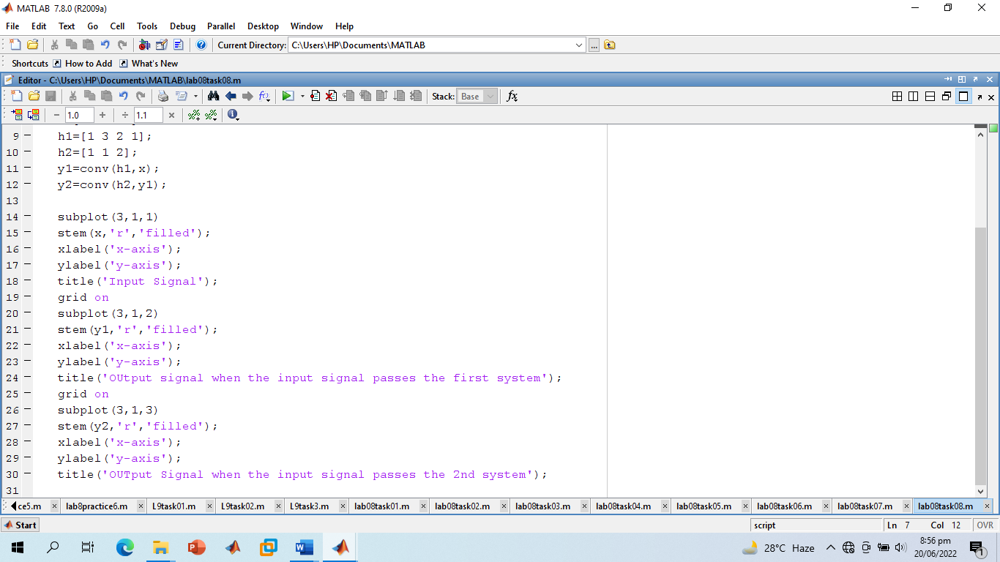 MATLAB 7.8.0 (R2009a)
File Edit Text Go Cell Tools Debug Parallel Desktop Window Help
Current Directory: C:\Users\HP\Documents\MATLAB
Shortcuts How to Add What's New
Editor - C:\Users\HP\Documents\MATLAB\lab08task08.m
Stack: Base fx
1.0 + ÷ 1.1 ×
9 − h1=[1 3 2 1];
10 − h2=[1 1 2];
11 − y1=conv(h1,x);
12 − y2=conv(h2,y1);
13
14 − subplot(3,1,1)
15 − stem(x,'r','filled');
16 − xlabel('x-axis');
17 − ylabel('y-axis');
18 − title('Input Signal');
19 − grid on
20 − subplot(3,1,2)
21 − stem(y1,'r','filled');
22 − xlabel('x-axis');
23 − ylabel('y-axis');
24 − title('OUtput signal when the input signal passes the first system');
25 − grid on
26 − subplot(3,1,3)
27 − stem(y2,'r','filled');
28 − xlabel('x-axis');
29 − ylabel('y-axis');
30 − title('OUTput Signal when the input signal passes the 2nd system');
31
ce5.m lab8practice6.m L9task01.m L9task02.m L9task3.m lab08task01.m lab08task02.m lab08task03.m lab08task04.m lab08task05.m lab08task06.m lab08task07.m lab08task08.m
Start script Ln 7 Col 12 OVR
28°C Haze 8:56 pm
20/06/2022 1